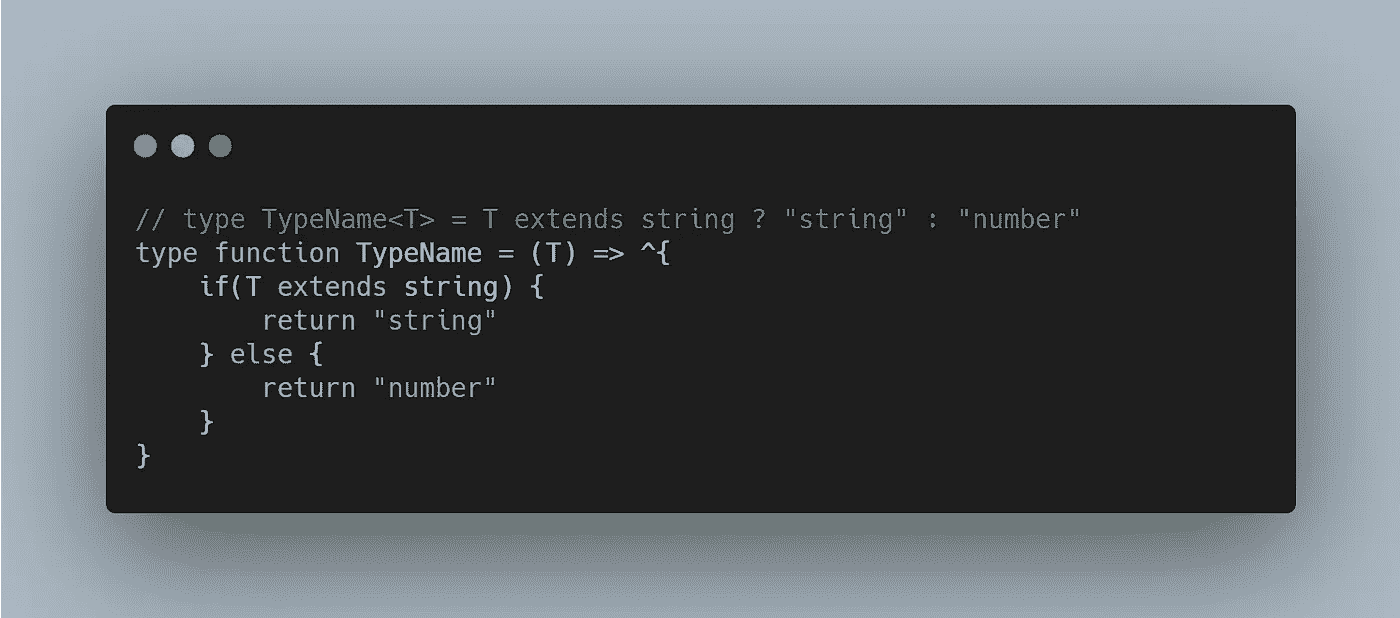 // type TypeName<T> = T extends string ? "string" : "number"
type function TypeName = (T) => ^{
    if(T extends string) {
        return "string"
    } else {
        return "number"
    }
}